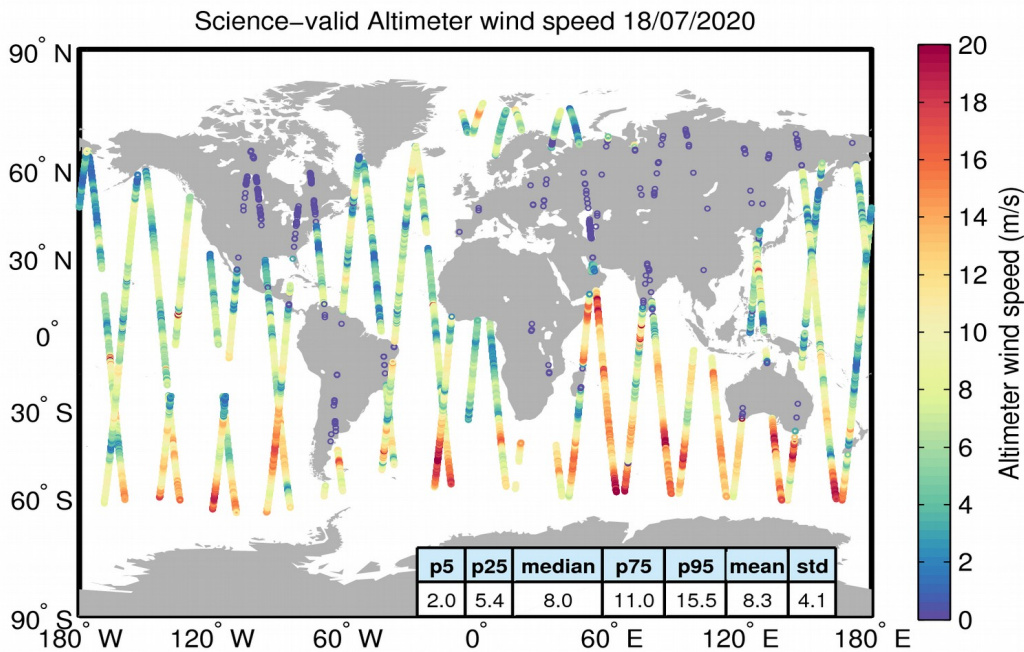 Science−valid Altimeter wind speed 18/07/2020
90° N
60° N
30° N
0°
30° S
60° S
90° S
180° W
120° W
60° W
0°
60° E
120° E
180° E
p5 p25 median p75 p95 mean std
2.0 5.4 8.0 11.0 15.5 8.3 4.1
20
18
16
14
12
10
8
6
4
2
0
Altimeter wind speed (m/s)